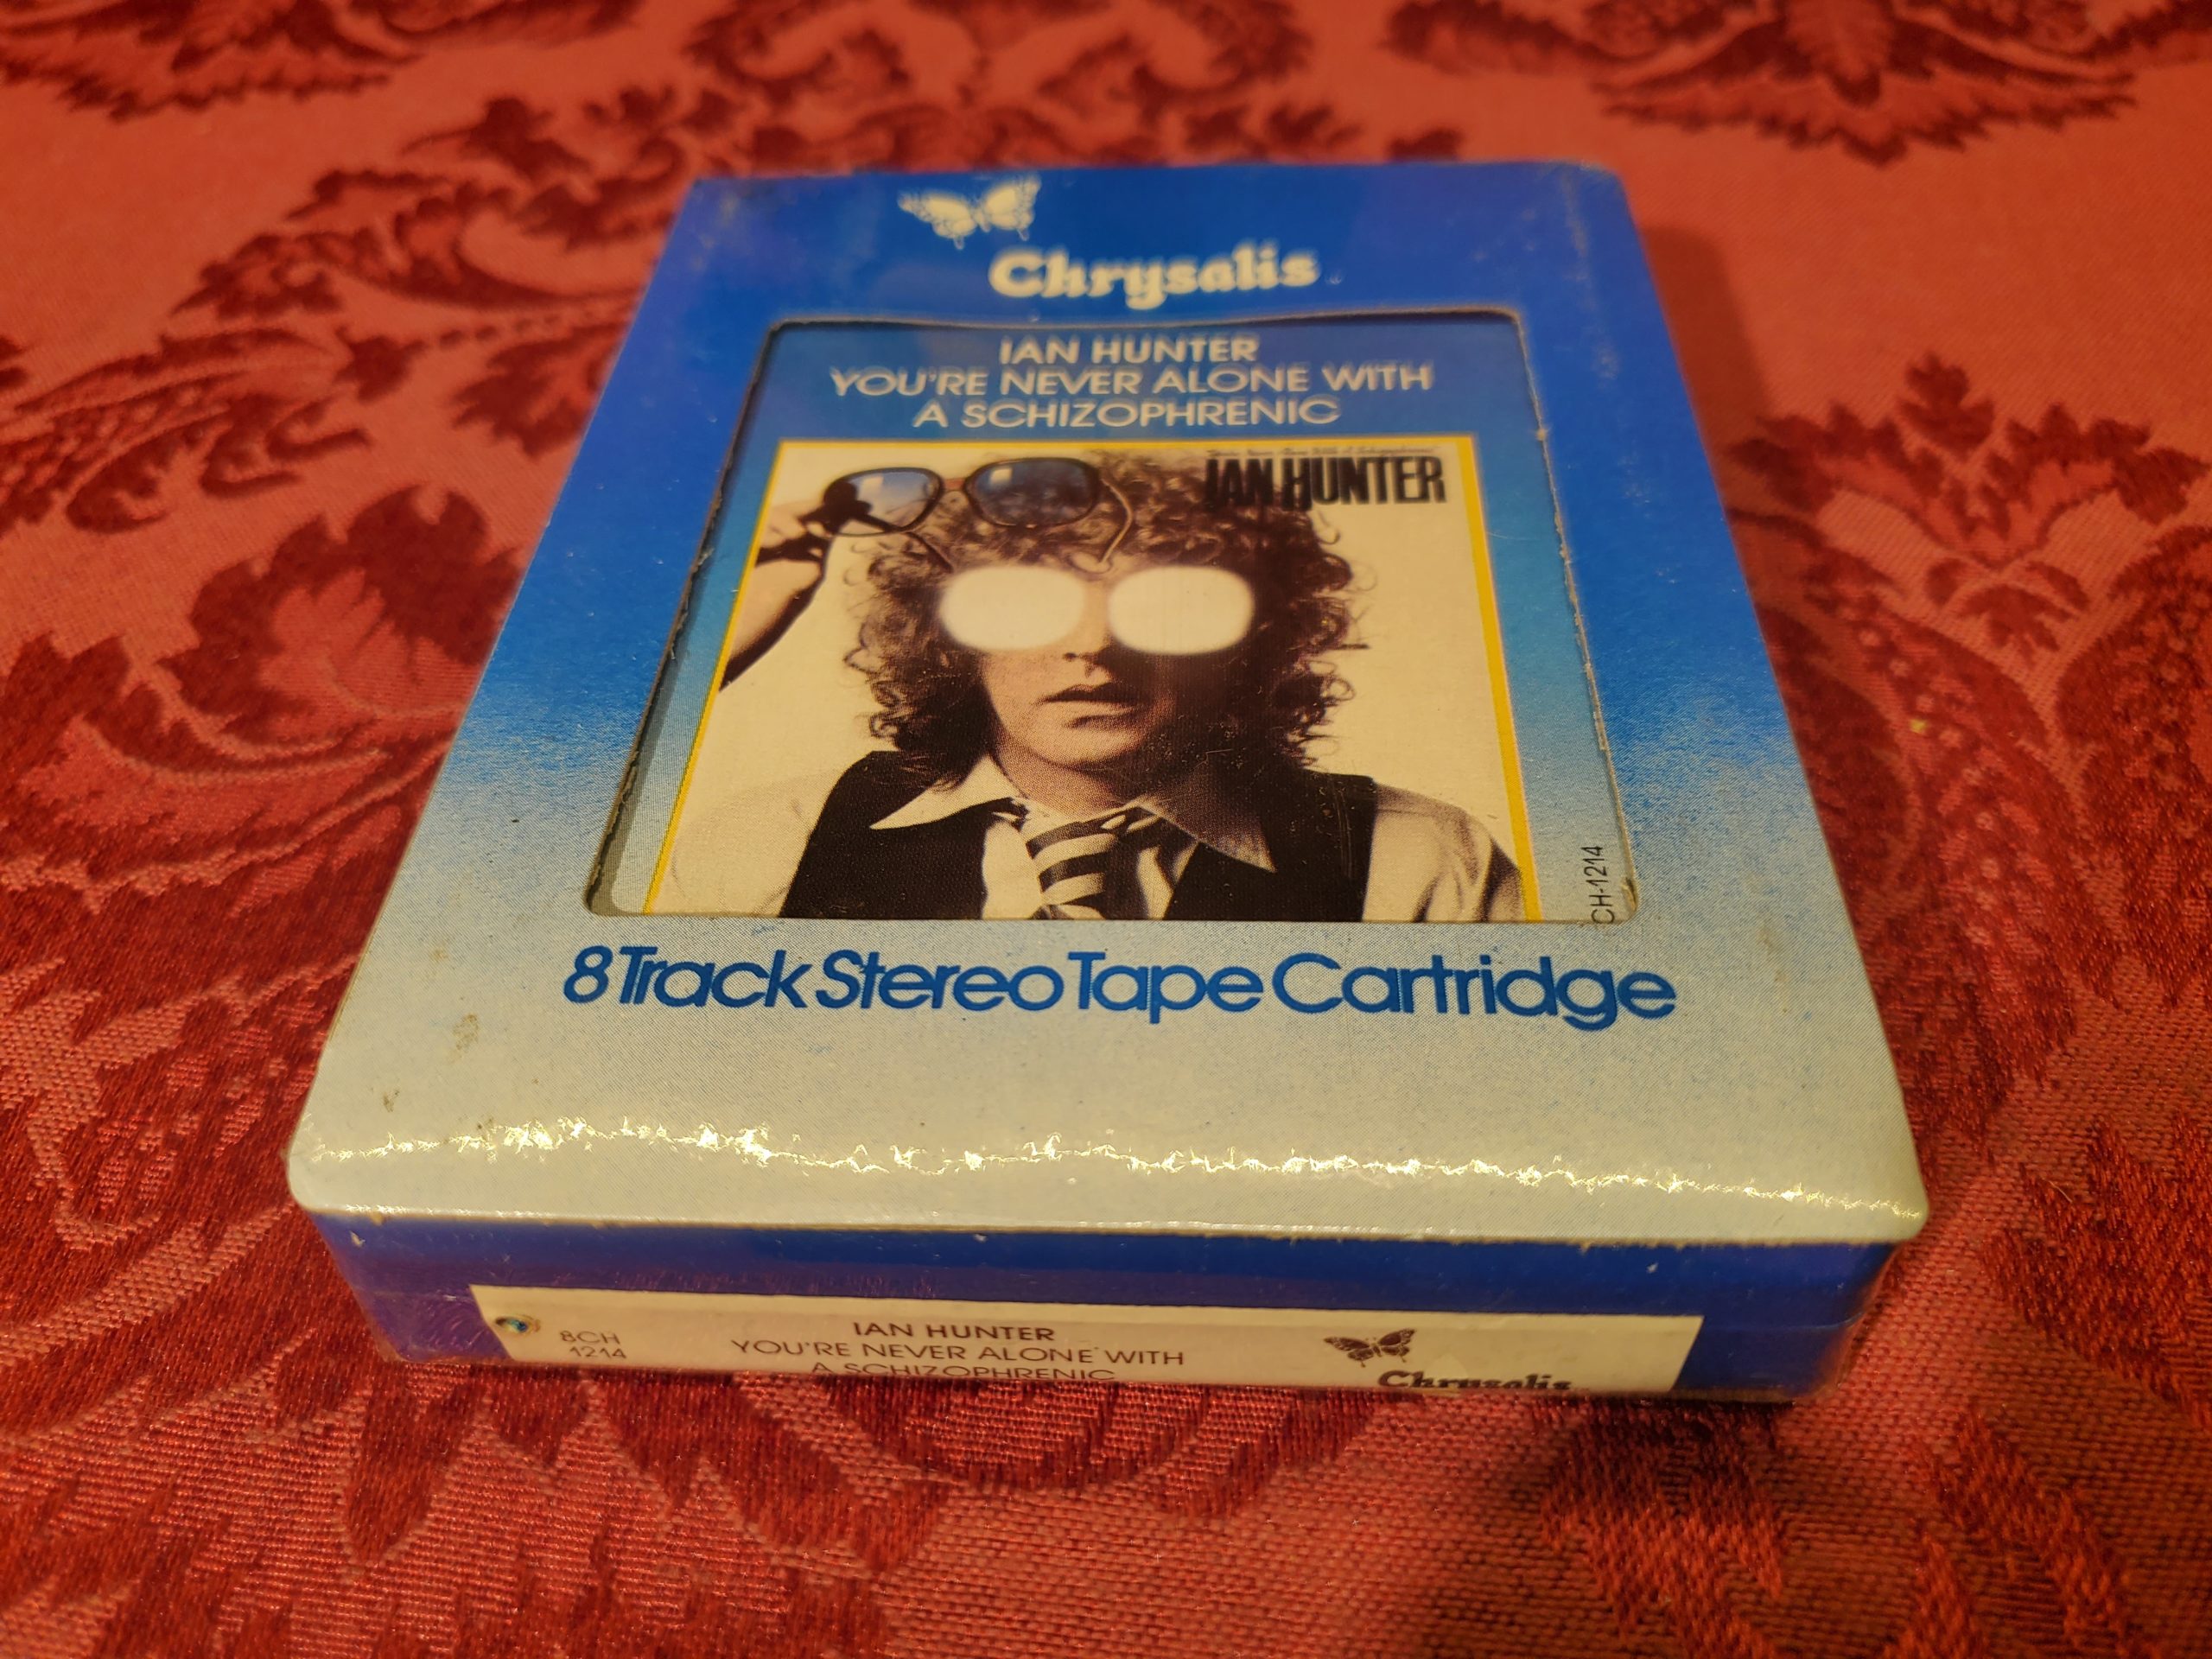 Chrysalis
IAN HUNTER
YOU'RE NEVER ALONE WITH
A SCHIZOPHRENIC
IAN HUNTER
CH-1214
8 Track Stereo Tape Cartridge
8CH
1214
IAN HUNTER
YOU'RE NEVER ALONE WITH
A SCHIZOPHRENIC
Chrysalis